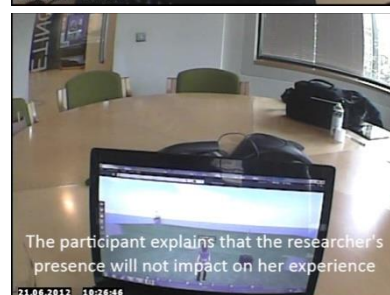 The participant explains that the researcher's
presence will not impact on her experience
21.06.2012 10:26:46